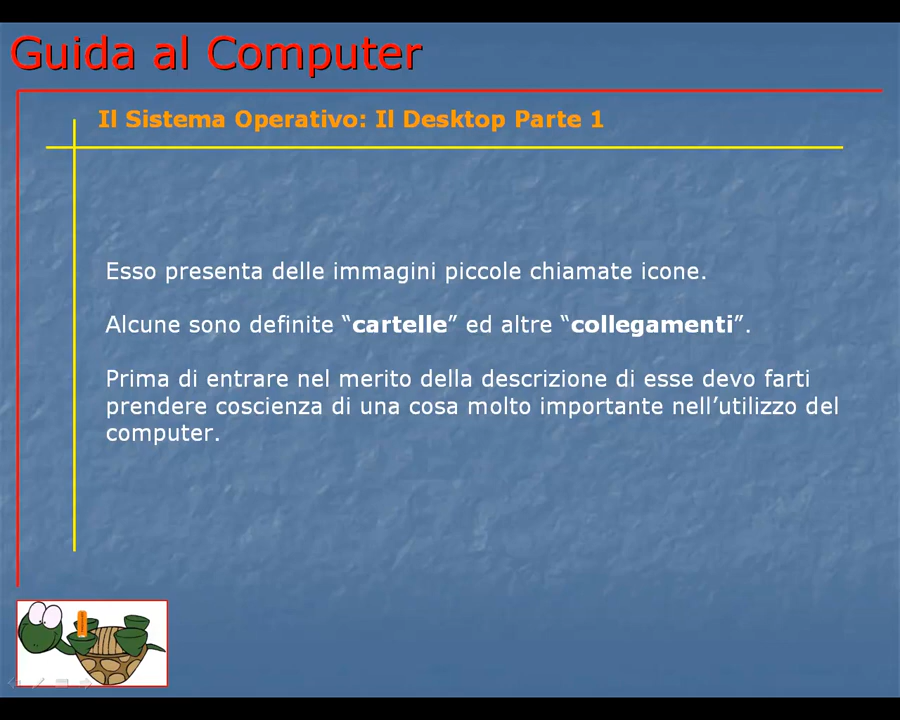 Guida al Computer
Il Sistema Operativo: Il Desktop Parte 1
Esso presenta delle immagini piccole chiamate icone.
Alcune sono definite “cartelle” ed altre “collegamenti”.
Prima di entrare nel merito della descrizione di esse devo farti
prendere coscienza di una cosa molto importante nell’utilizzo del
computer.